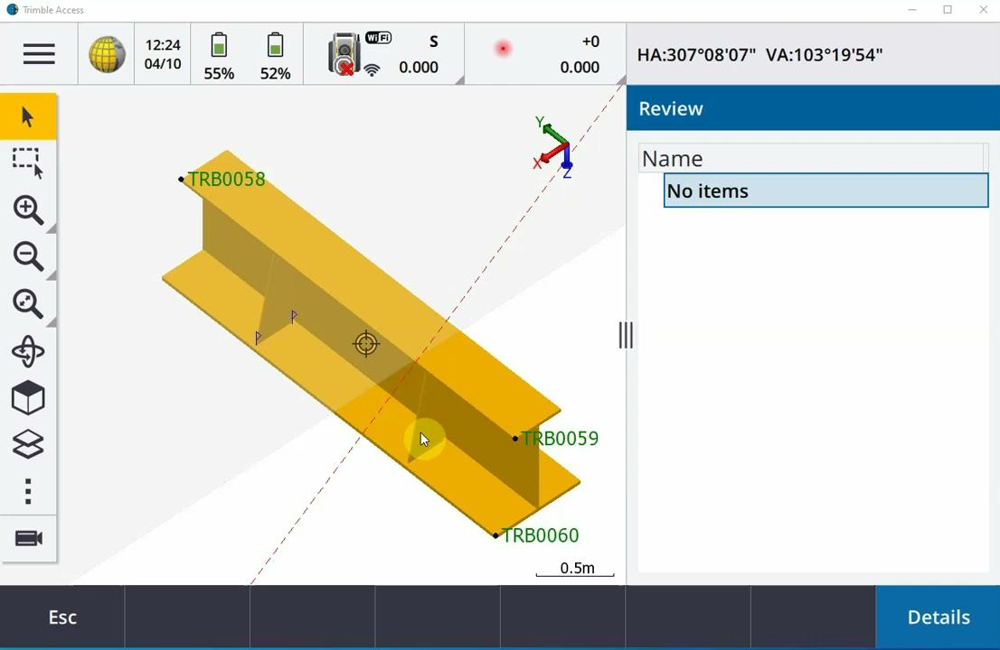 Trimble Access
12:24
04/10
55%
52%
WiFi
S
0.000
+0
0.000
HA:307°08'07"  VA:103°19'54"
Review
Name
No items
Y
X
Z
TRB0058
TRB0059
TRB0060
0.5m
Esc
Details